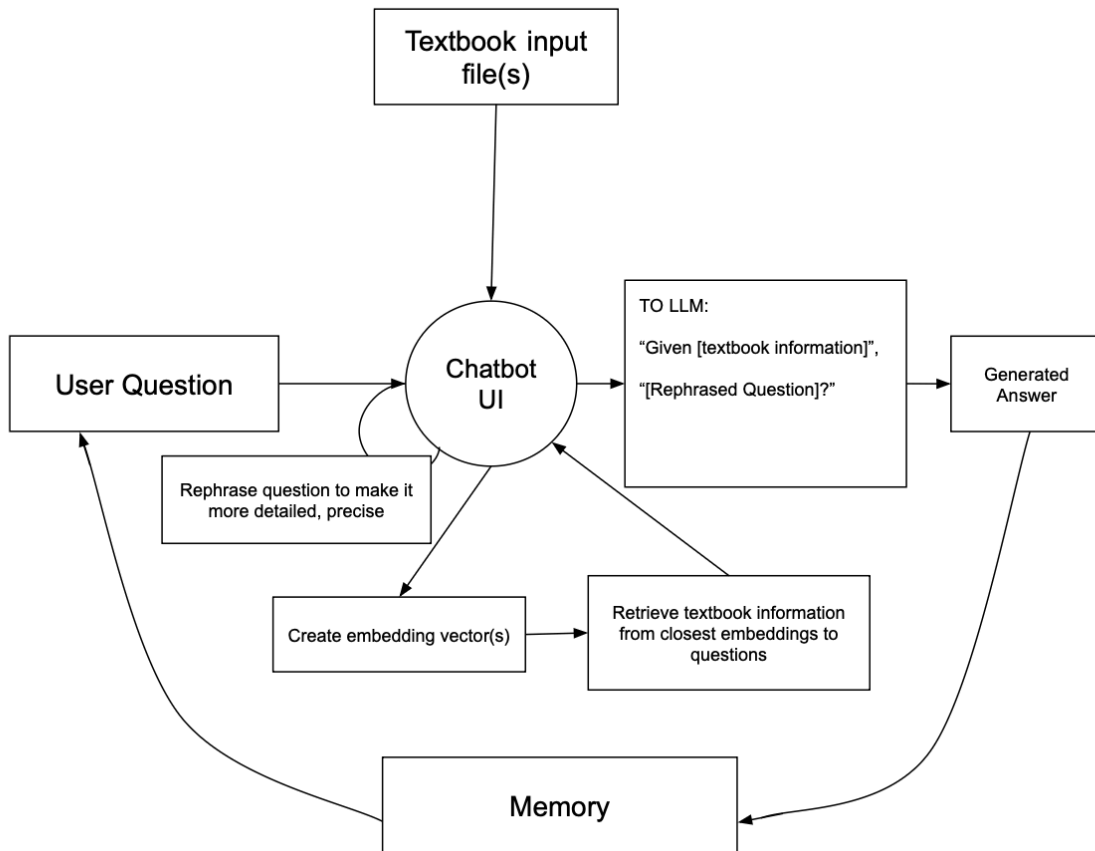 Textbook input
file(s)
User Question
Chatbot
UI
TO LLM:
“Given [textbook information]”,
“[Rephrased Question]?”
Generated
Answer
Rephrase question to make it
more detailed, precise
Create embedding vector(s)
Retrieve textbook information
from closest embeddings to
questions
Memory